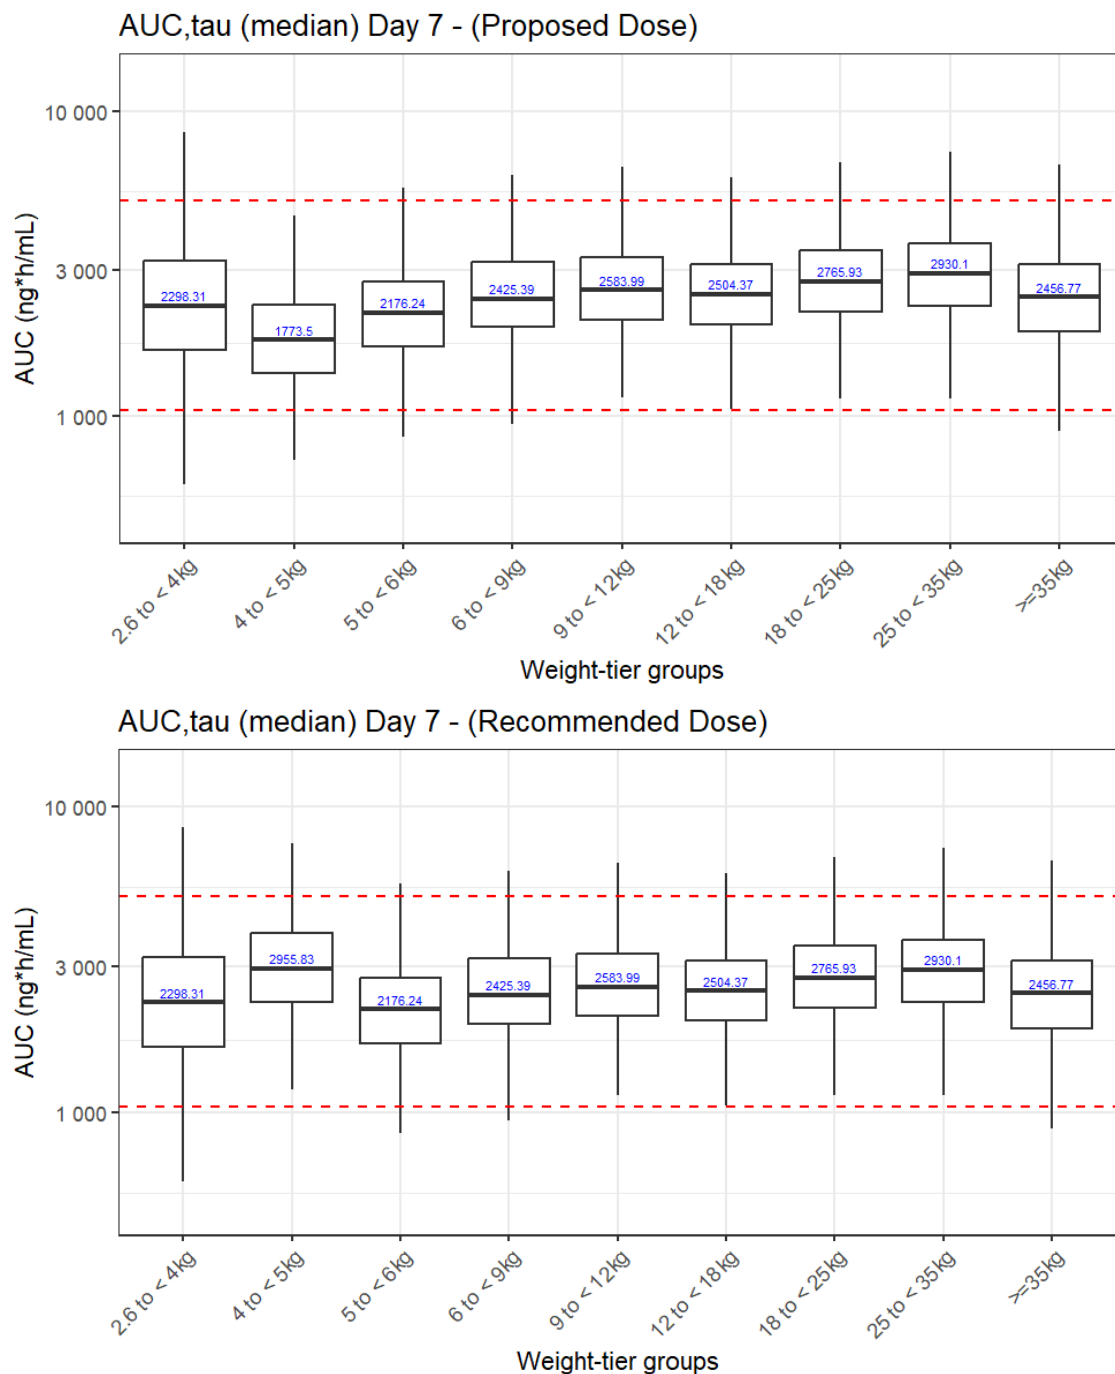 AUC,tau (median) Day 7 - (Proposed Dose)
10 000
3 000
1 000
AUC (ng*h/mL)
2298.31
1773.5
2176.24
2425.39
2583.99
2504.37
2765.93
2930.1
2456.77
2.6 to < 4kg
4 to < 5kg
5 to < 6kg
6 to < 9kg
9 to < 12kg
12 to < 18kg
18 to < 25kg
25 to < 35kg
>=35kg
Weight-tier groups
AUC,tau (median) Day 7 - (Recommended Dose)
10 000
3 000
1 000
AUC (ng*h/mL)
2298.31
2955.83
2176.24
2425.39
2583.99
2504.37
2765.93
2930.1
2456.77
2.6 to < 4kg
4 to < 5kg
5 to < 6kg
6 to < 9kg
9 to < 12kg
12 to < 18kg
18 to < 25kg
25 to < 35kg
>=35kg
Weight-tier groups